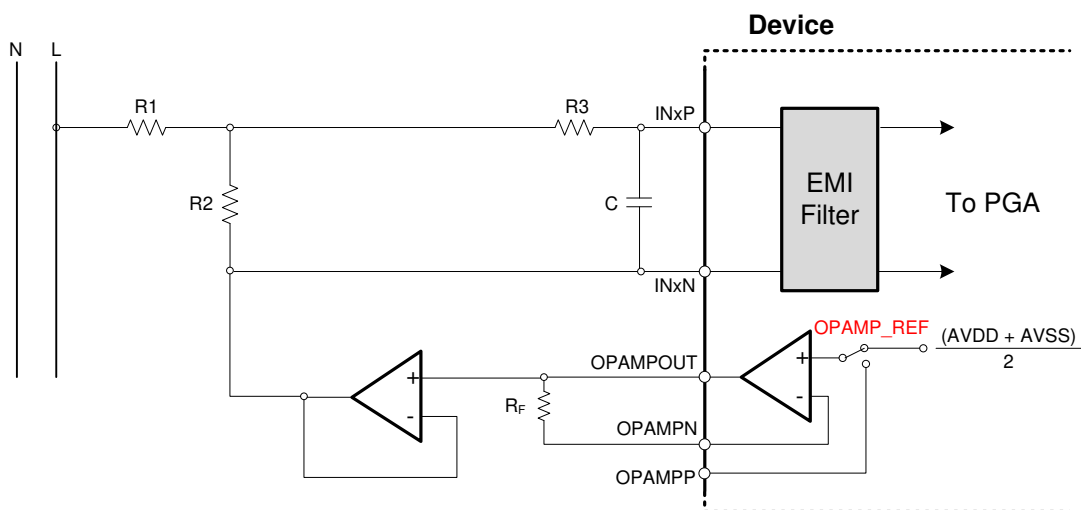 Device
N
L
R1
R3
INxP
R2
C
EMI
Filter
To PGA
INxN
OPAMP_REF
(AVDD + AVSS)
2
OPAMPOUT
+
-
+
-
RF
OPAMPN
OPAMPP